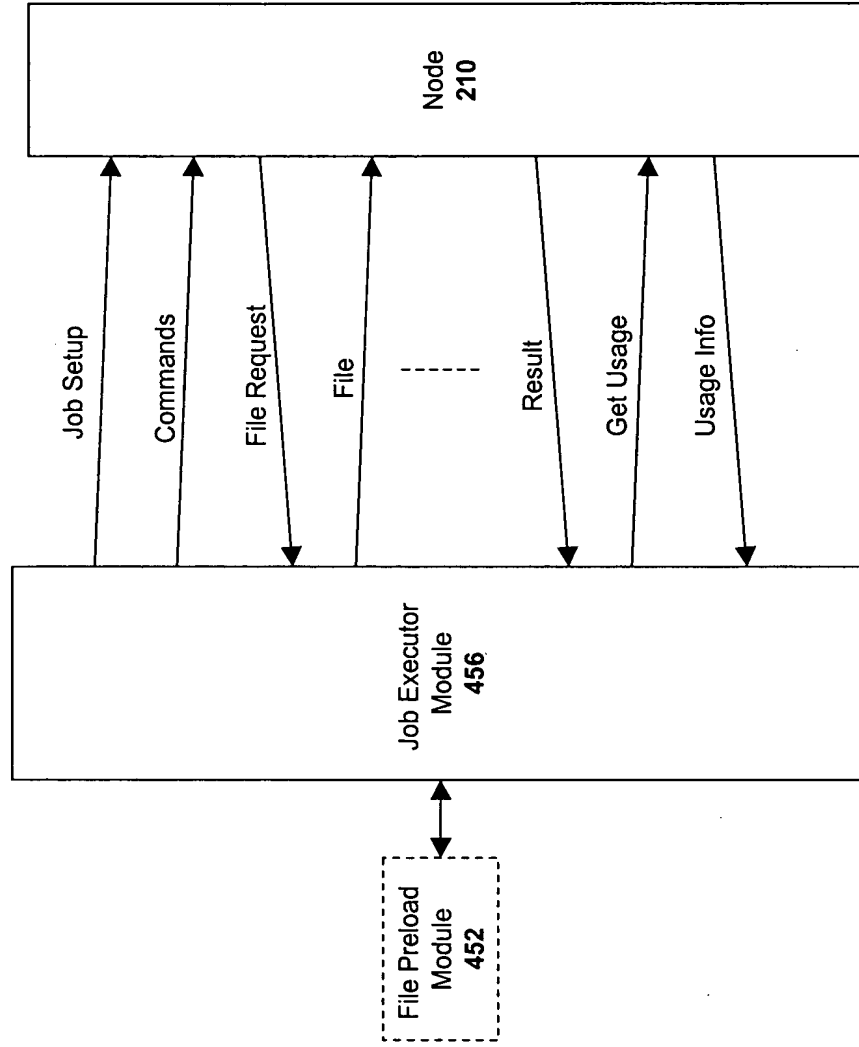 File Preload
Module
452
Job Executor
Module
456
Job Setup
Commands
File Request
File
Result
Get Usage
Usage Info
Node
210